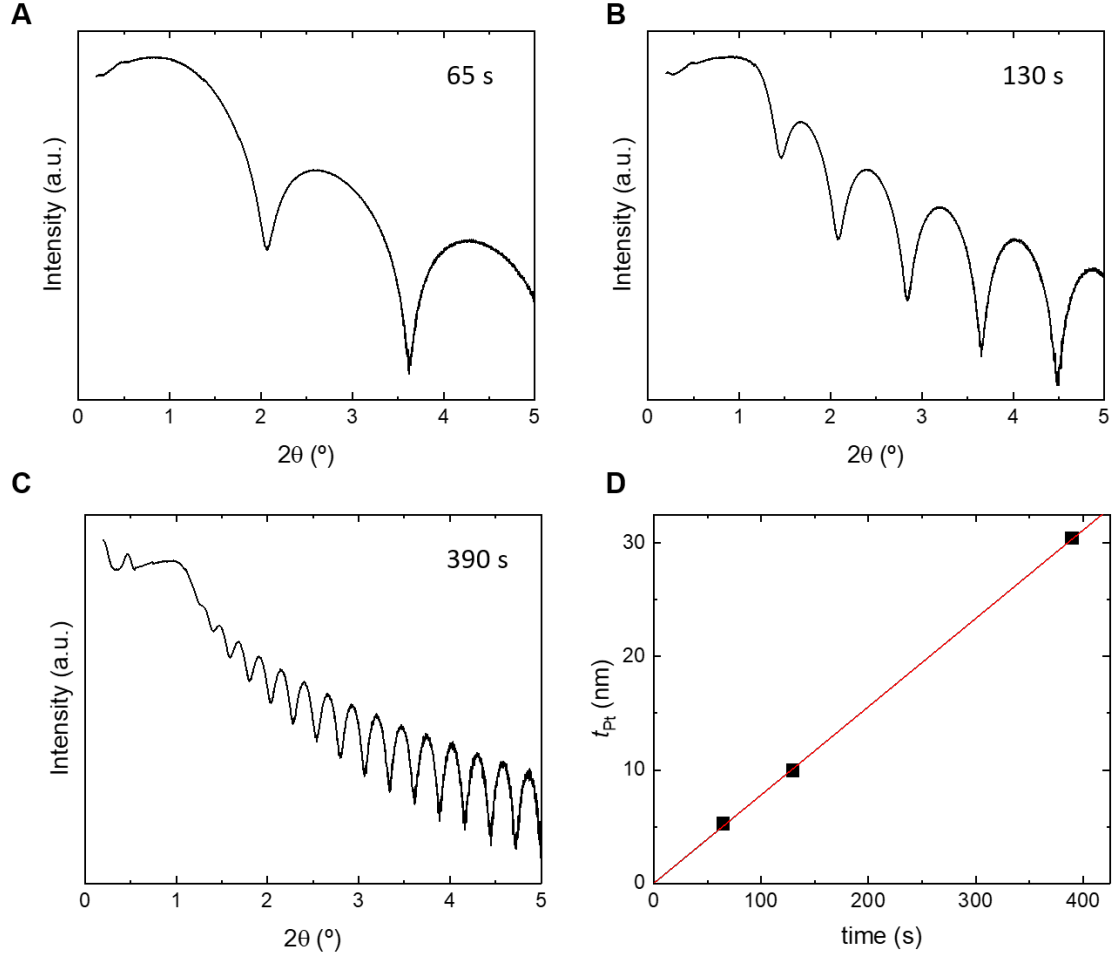 A
65 s
Intensity (a.u.)
0 1 2 3 4 5
2θ (º)
B
130 s
Intensity (a.u.)
0 1 2 3 4 5
2θ (º)
C
390 s
Intensity (a.u.)
0 1 2 3 4 5
2θ (º)
D
30
20
10
0
tPt (nm)
0 100 200 300 400
time (s)